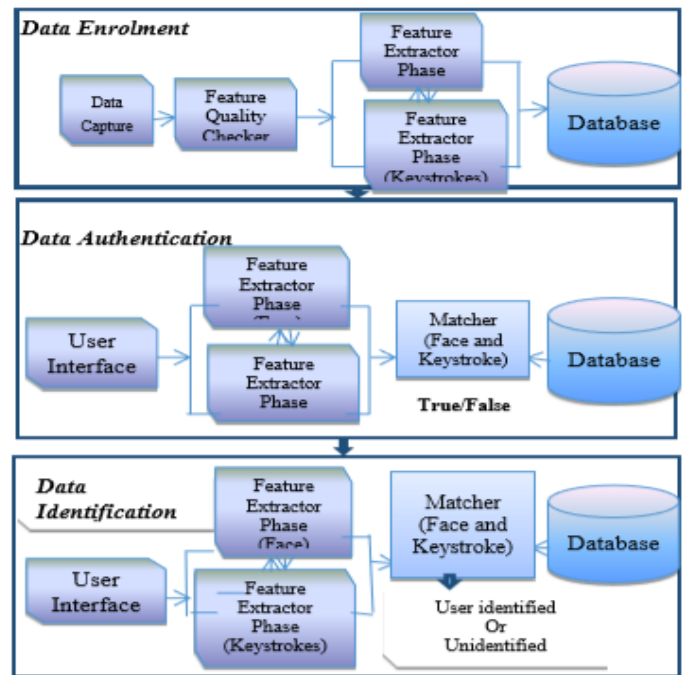 Data Enrolment
Data
Capture
Feature
Quality
Checker
Feature
Extractor
Phase
Feature
Extractor
Phase
(Keystrokes)
Database
Data Authentication
User
Interface
Feature
Extractor
Phase
Feature
Extractor
Phase
Matcher
(Face and
Keystroke)
True/False
Database
Data
Identification
User
Interface
Feature
Extractor
Phase
(Face)
Feature
Extractor
Phase
(Keystrokes)
Matcher
(Face and
Keystroke)
User identified
Or
Unidentified
Database